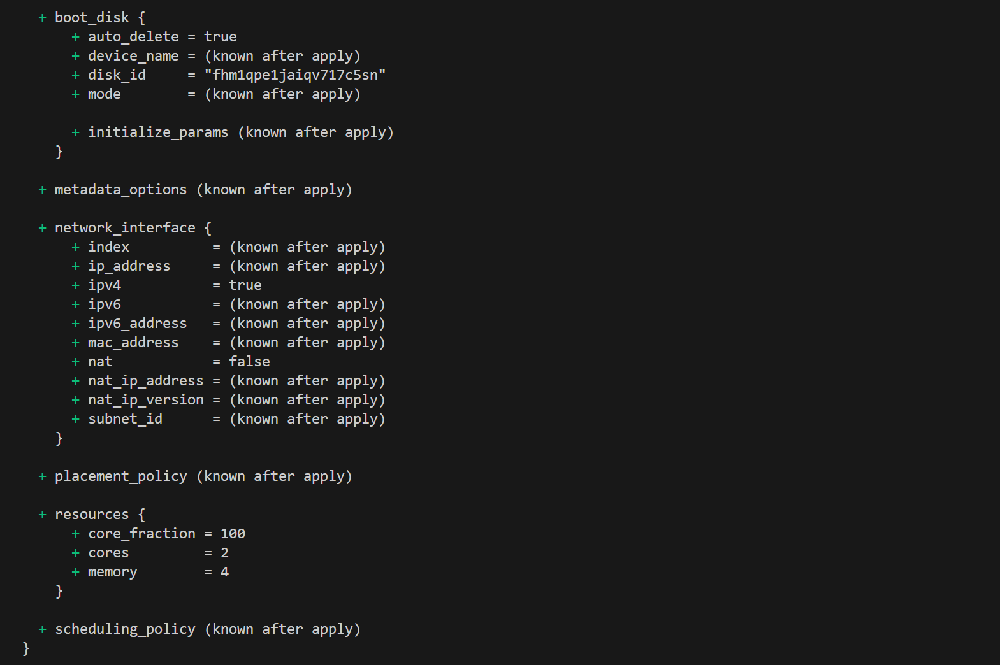 + boot_disk {
+ auto_delete = true
+ device_name = (known after apply)
+ disk_id     = "fhm1qpe1jaiqv717c5sn"
+ mode        = (known after apply)
+ initialize_params (known after apply)
}
+ metadata_options (known after apply)
+ network_interface {
+ index          = (known after apply)
+ ip_address     = (known after apply)
+ ipv4           = true
+ ipv6           = (known after apply)
+ ipv6_address   = (known after apply)
+ mac_address    = (known after apply)
+ nat            = false
+ nat_ip_address = (known after apply)
+ nat_ip_version = (known after apply)
+ subnet_id      = (known after apply)
}
+ placement_policy (known after apply)
+ resources {
+ core_fraction = 100
+ cores         = 2
+ memory        = 4
}
+ scheduling_policy (known after apply)
}